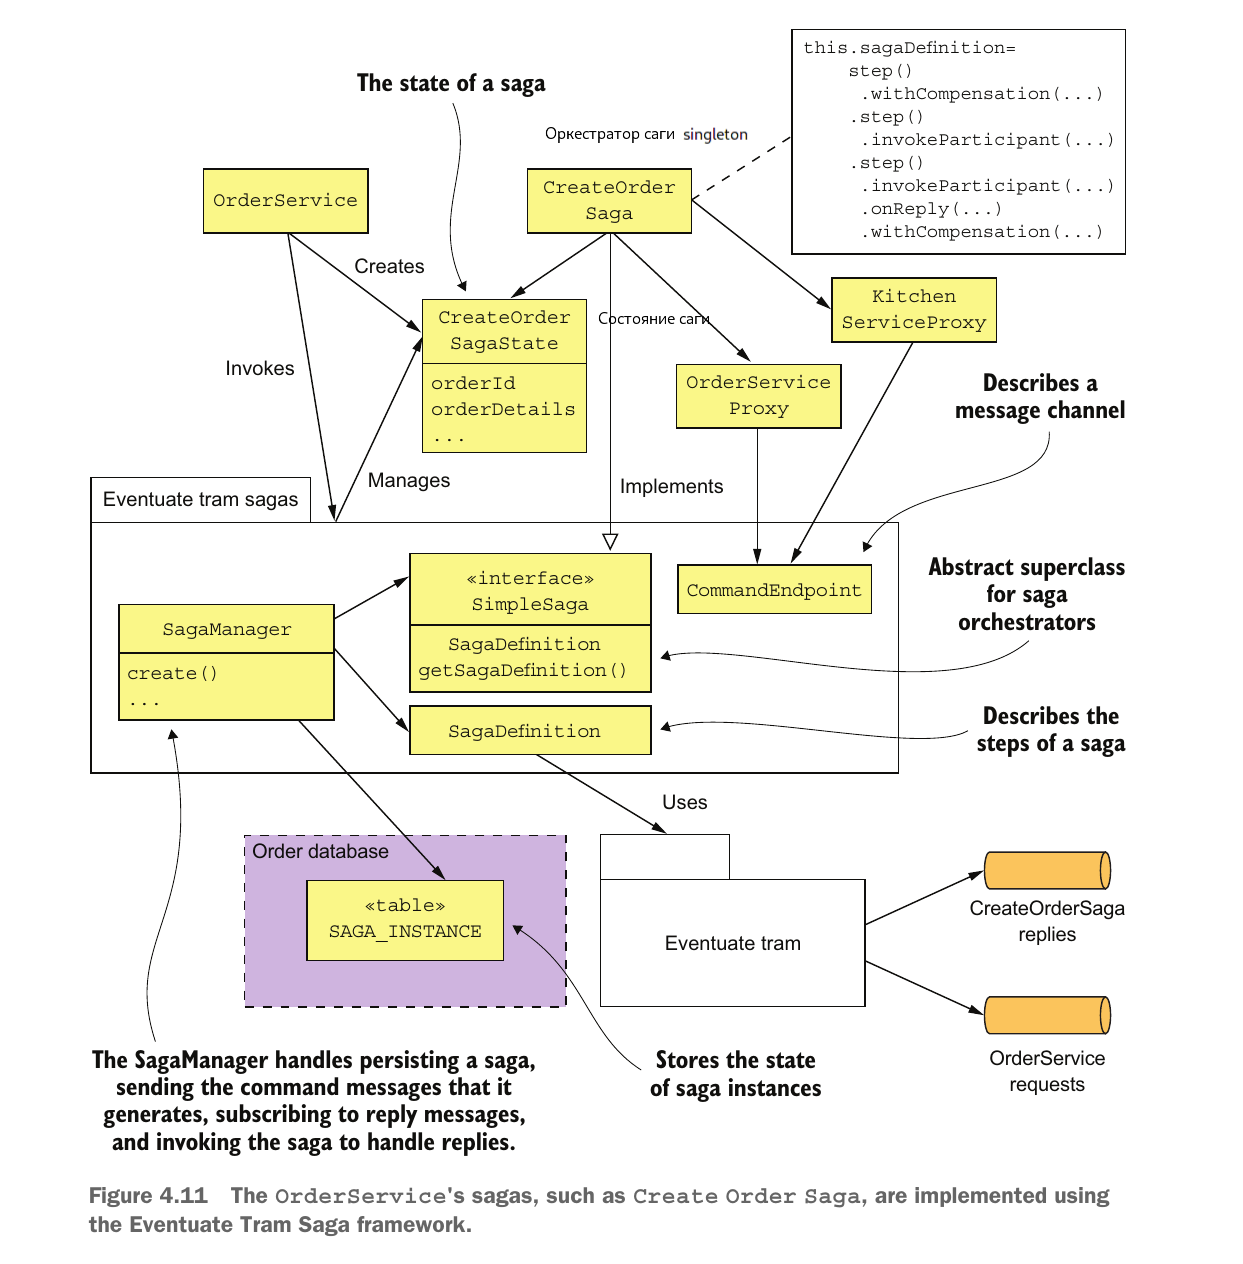 this.sagaDefinition=
step()
.withCompensation(...)
.step()
.invokeParticipant(...)
.step()
.invokeParticipant(...)
.onReply(...)
.withCompensation(...)
The state of a saga
Оркестратор саги singleton
OrderService
CreateOrder
Saga
Creates
CreateOrder
SagaState
orderId
orderDetails
...
Состояние саги
Kitchen
ServiceProxy
Invokes
OrderService
Proxy
Describes a
message channel
Manages
Implements
Eventuate tram sagas
«interface»
SimpleSaga
SagaDefinition
getSagaDefinition()
CommandEndpoint
Abstract superclass
for saga
orchestrators
SagaManager
create()
...
SagaDefinition
Describes the
steps of a saga
Uses
Order database
«table»
SAGA_INSTANCE
Eventuate tram
CreateOrderSaga
replies
OrderService
requests
The SagaManager handles persisting a saga,
sending the command messages that it
generates, subscribing to reply messages,
and invoking the saga to handle replies.
Stores the state
of saga instances
Figure 4.11 The OrderService's sagas, such as Create Order Saga, are implemented using
the Eventuate Tram Saga framework.